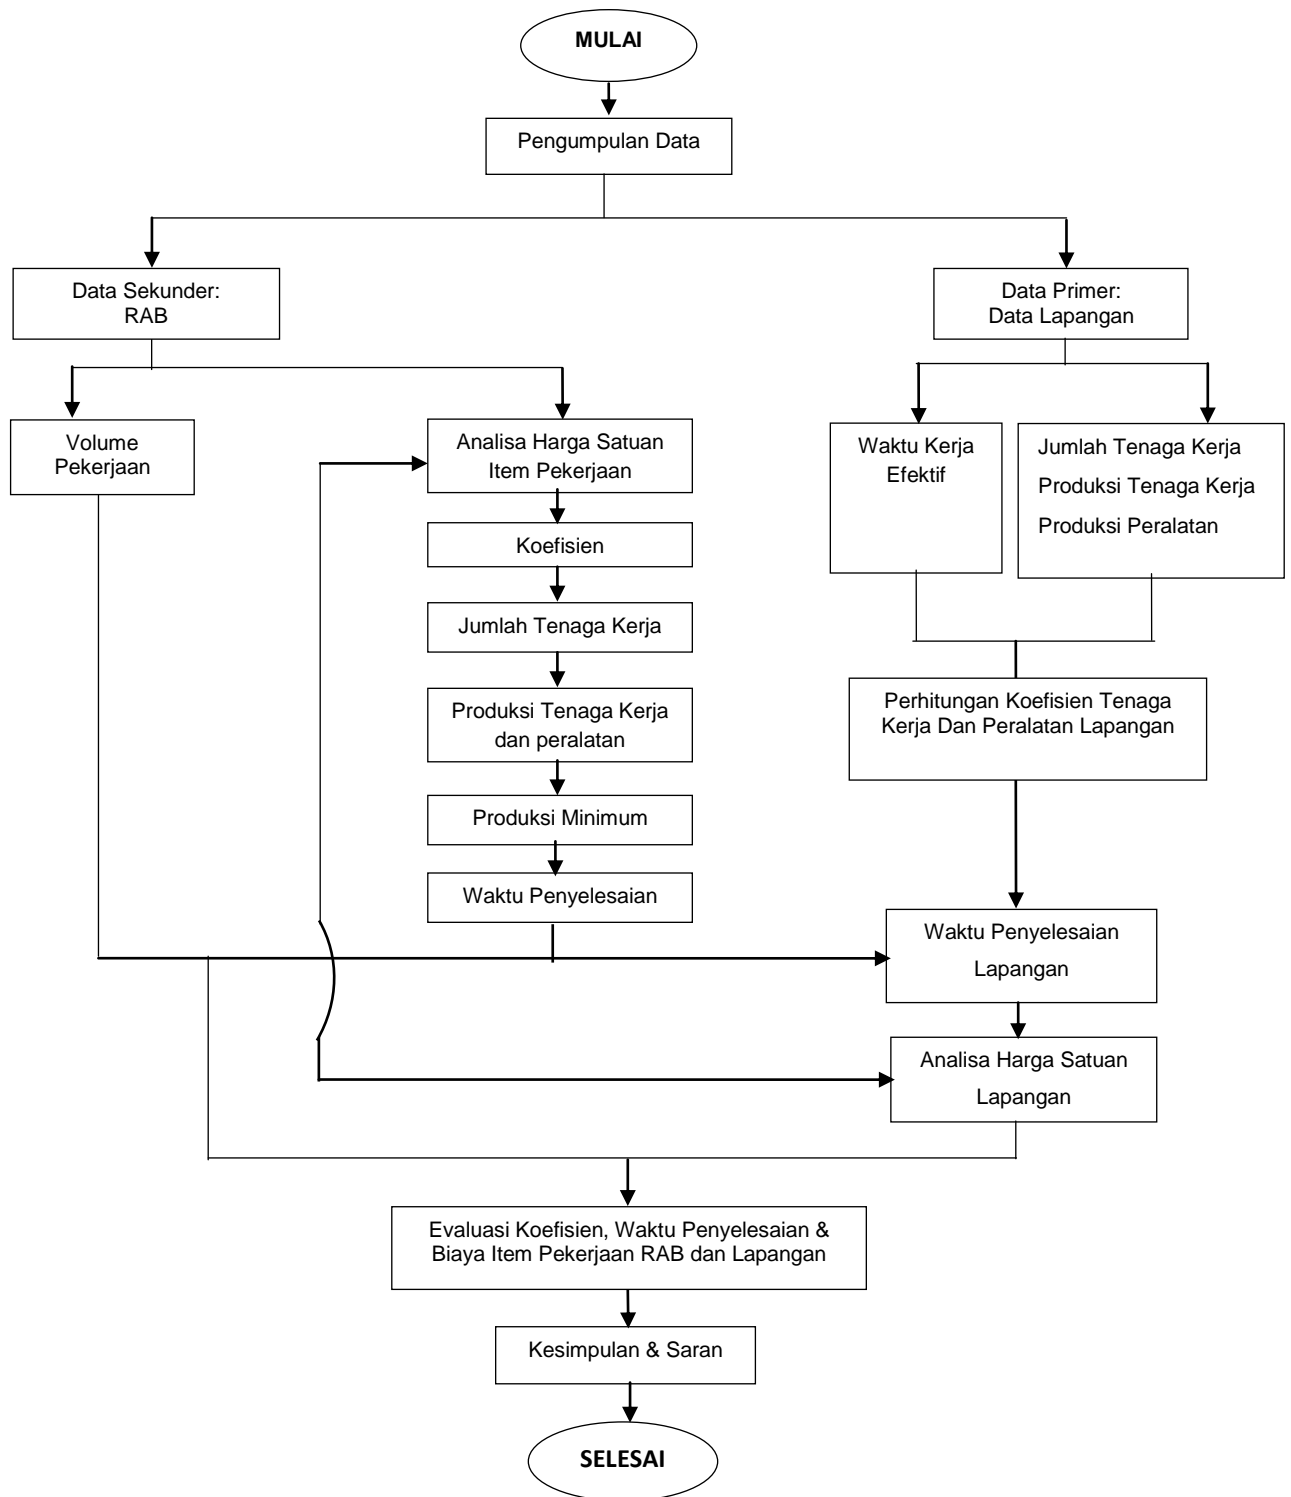 MULAI
Pengumpulan Data
Data Sekunder:
RAB
Data Primer:
Data Lapangan
Volume
Pekerjaan
Analisa Harga Satuan
Item Pekerjaan
Waktu Kerja
Efektif
Jumlah Tenaga Kerja
Produksi Tenaga Kerja
Produksi Peralatan
Koefisien
Jumlah Tenaga Kerja
Produksi Tenaga Kerja
dan peralatan
Perhitungan Koefisien Tenaga
Kerja Dan Peralatan Lapangan
Produksi Minimum
Waktu Penyelesaian
Waktu Penyelesaian
Lapangan
Analisa Harga Satuan
Lapangan
Evaluasi Koefisien, Waktu Penyelesaian &
Biaya Item Pekerjaan RAB dan Lapangan
Kesimpulan & Saran
SELESAI